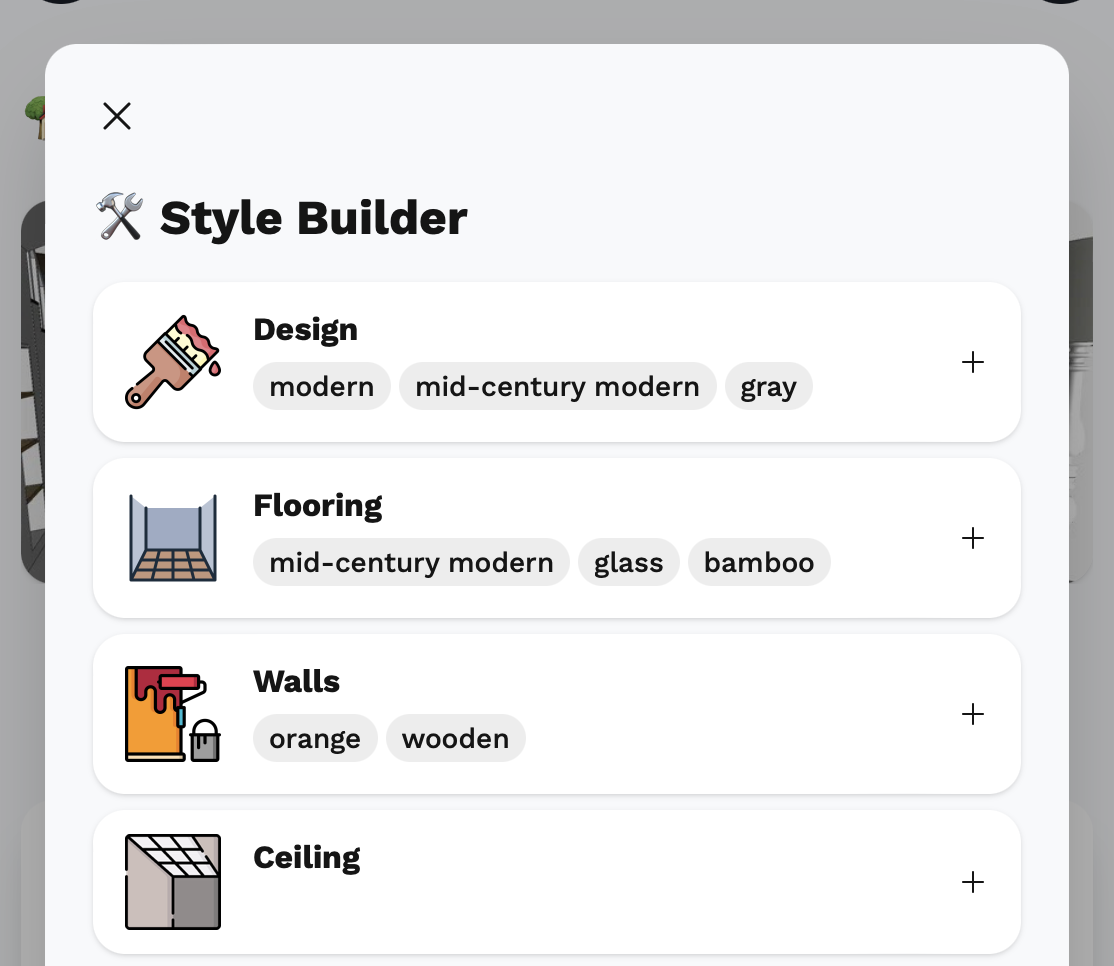 Style Builder
Design
modern mid-century modern gray
Flooring
mid-century modern glass bamboo
Walls
orange wooden
Ceiling